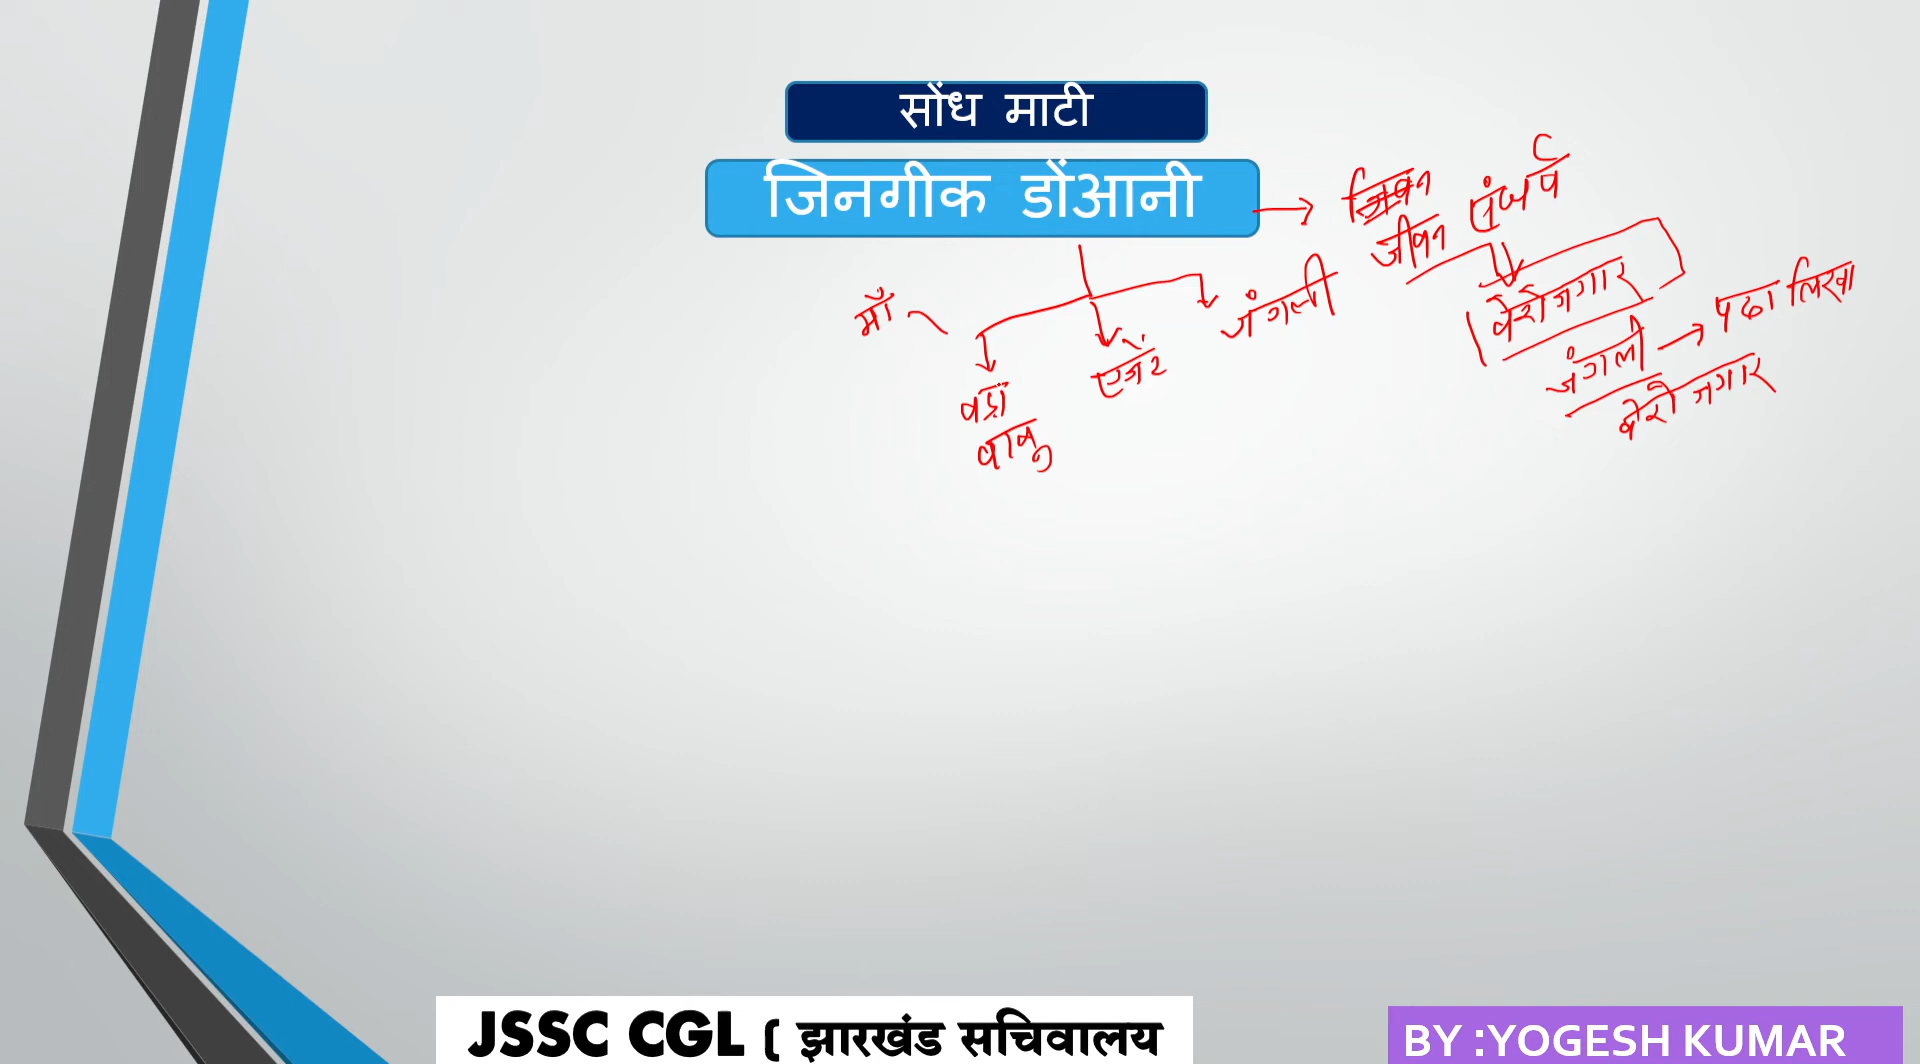 सोंध माटी
जिनगीक डोंआनी
जीवन संघर्ष
बेरोजगार
माँ
जंगली
एजेंट
बड़ा
बाबु
जंगली → पढा लिखा
बेरोजगार
JSSC CGL ( झारखंड सचिवालय
BY :YOGESH KUMAR